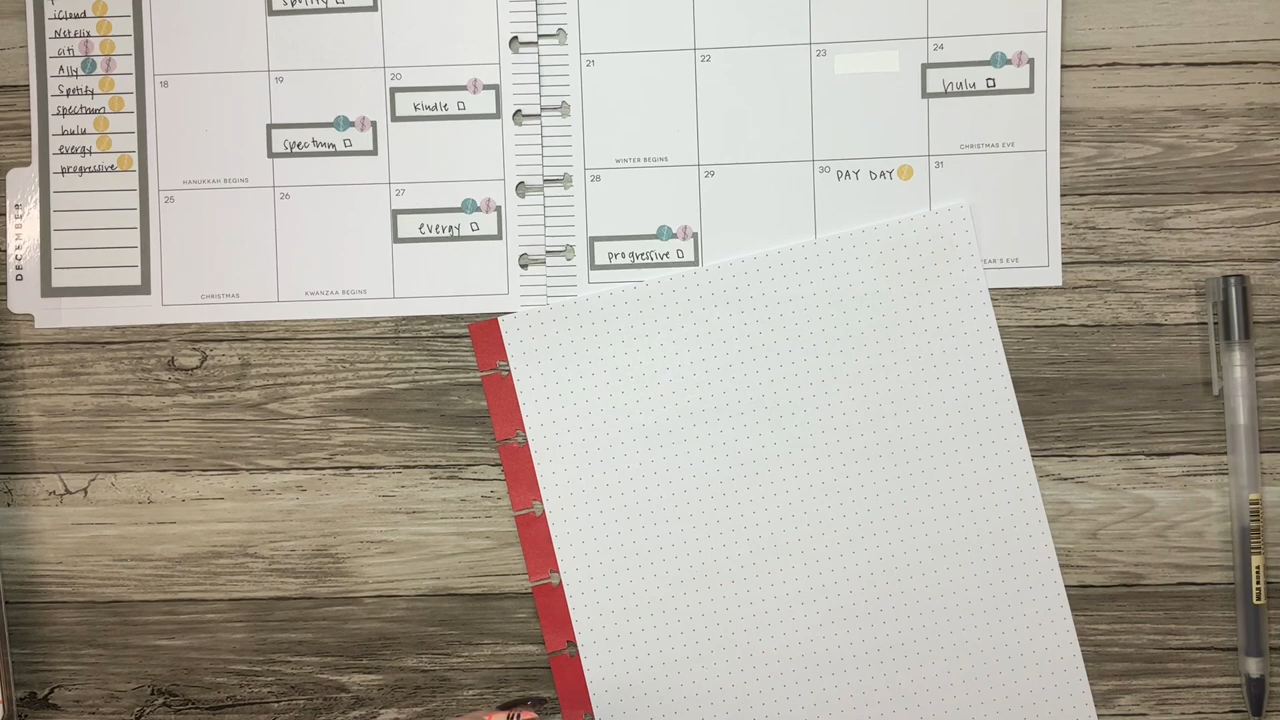 iCloud
Netflix
citi
Ally
Spotify
spectrum
hulu
evergy
progressive
DECEMBER
spotify
18
19
20
kindle
spectrum
HANUKKAH BEGINS
25
26
27
evergy
CHRISTMAS
KWANZAA BEGINS
21
22
23
24
hulu
WINTER BEGINS
CHRISTMAS EVE
28
29
30 PAY DAY
31
progressive
EAR'S EVE